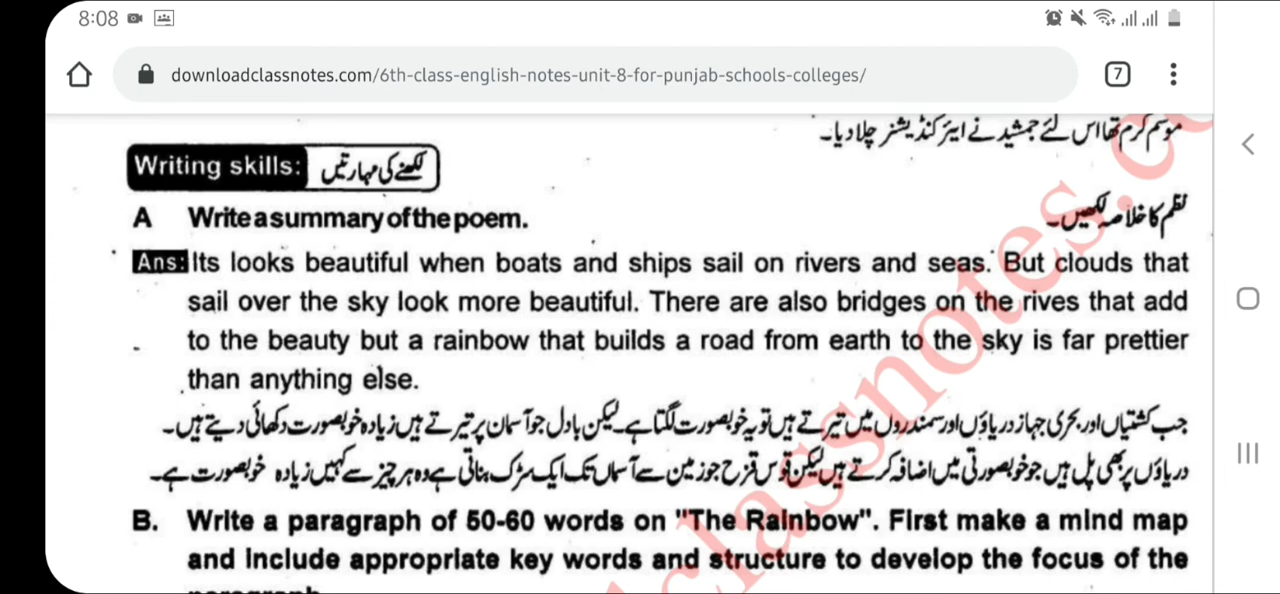 8:08
downloadclassnotes.com/6th-class-english-notes-unit-8-for-punjab-schools-colleges/
7
موسم گرم تھا اس لئے جمشید نے ایئر کنڈیشنر چلا دیا۔
Writing skills: لکھنے کی مہارتیں
A Write a summary of the poem. نظم کا خلاصہ لکھیں۔
Ans: Its looks beautiful when boats and ships sail on rivers and seas. But clouds that
sail over the sky look more beautiful. There are also bridges on the rives that add
to the beauty but a rainbow that builds a road from earth to the sky is far prettier
than anything else.
جب کشتیاں اور بحری جہاز دریاؤں اور سمندروں میں تیرتے ہیں تو یہ خوبصورت لگتا ہے۔ لیکن بادل جو آسمان پر تیرتے ہیں زیادہ خوبصورت دکھائی دیتے ہیں۔
دریاؤں پر بھی پل ہیں جو خوبصورتی میں اضافہ کرتے ہیں لیکن قوس قزح جو زمین سے آسماں تک ایک سڑک بناتی ہے وہ ہر چیز سے کہیں زیادہ خوبصورت ہے۔
B. Write a paragraph of 50-60 words on "The Rainbow". First make a mind map
and include appropriate key words and structure to develop the focus of the
paragraph
classnotes.co